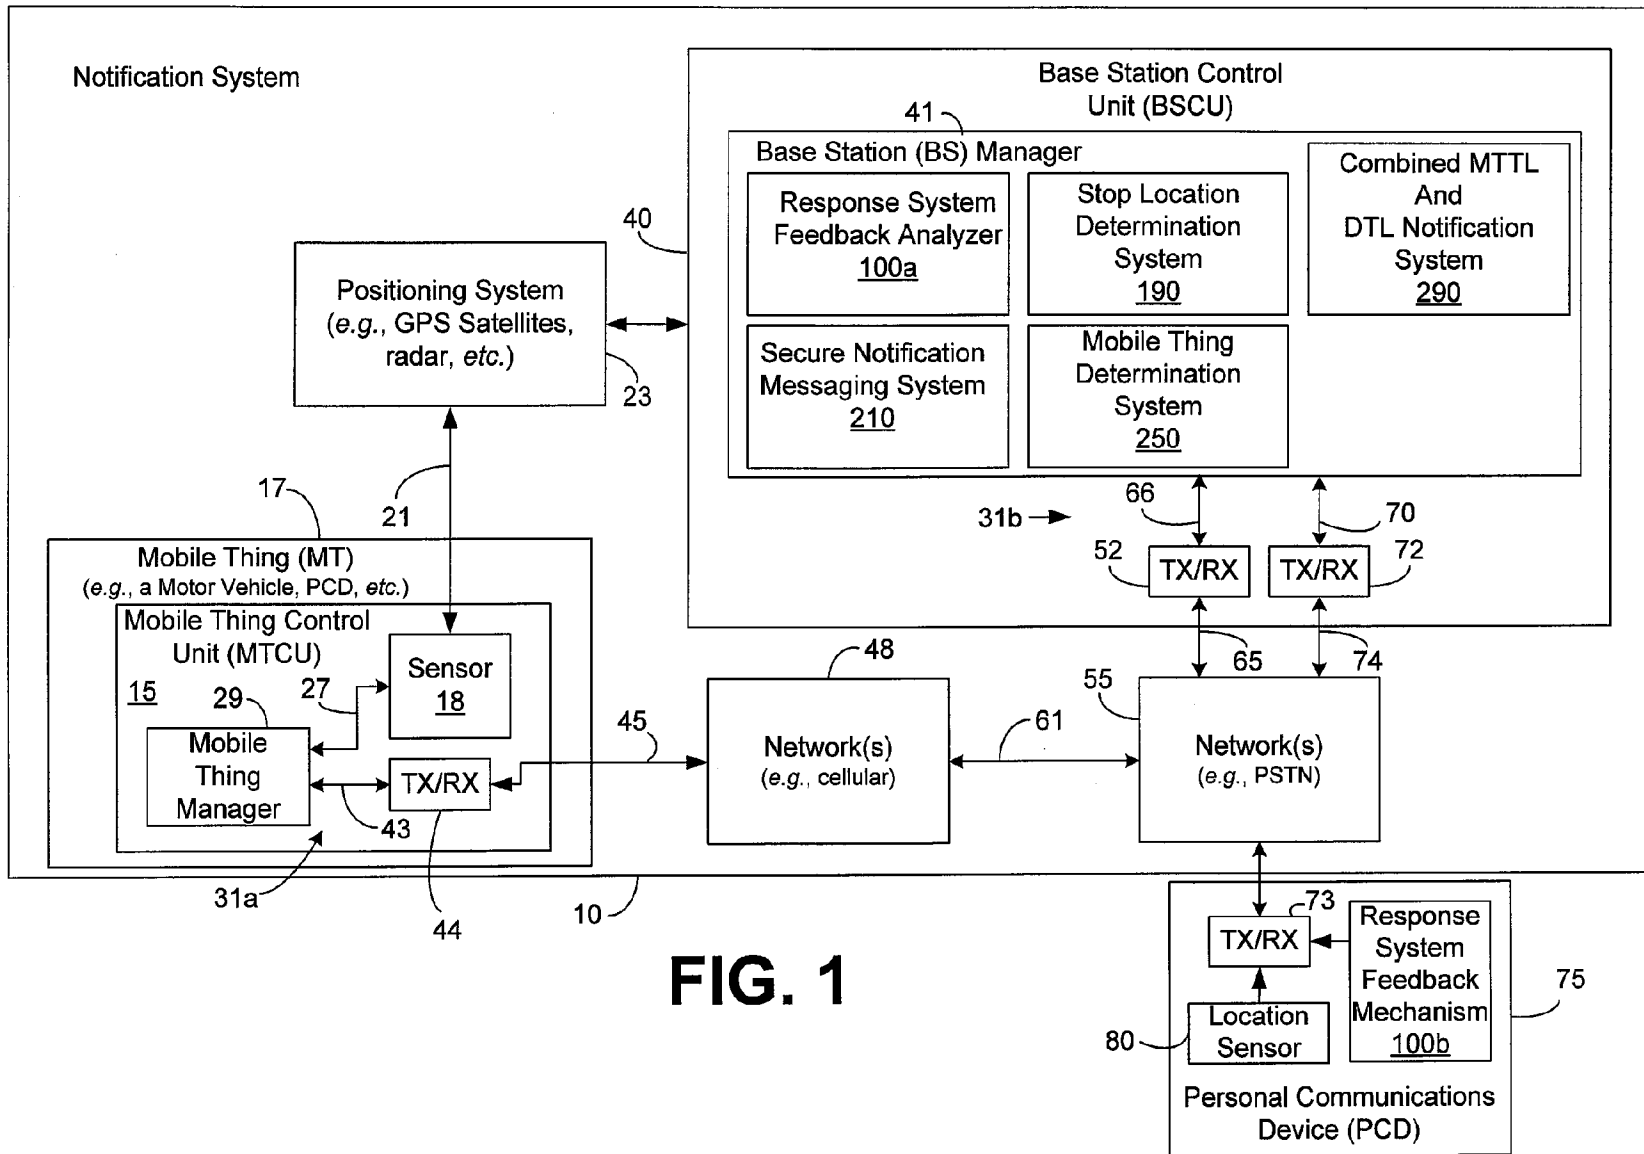 Notification System
Base Station Control
Unit (BSCU)
41
Base Station (BS) Manager
Response System
Feedback Analyzer
100a
Stop Location
Determination
System
190
Combined MTTL
And
DTL Notification
System
290
Secure Notification
Messaging System
210
Mobile Thing
Determination
System
250
40
Positioning System
(e.g., GPS Satellites,
radar, etc.)
23
21
17
66
31b
70
52
TX/RX
TX/RX
72
65
74
Mobile Thing (MT)
(e.g., a Motor Vehicle, PCD, etc.)
Mobile Thing Control
Unit (MTCU)
15
29
27
Sensor
18
Mobile
Thing
Manager
TX/RX
43
31a
44
45
48
Network(s)
(e.g., cellular)
61
55
Network(s)
(e.g., PSTN)
10
FIG. 1
73
TX/RX
Response
System
Feedback
Mechanism
100b
75
80
Location
Sensor
Personal Communications
Device (PCD)